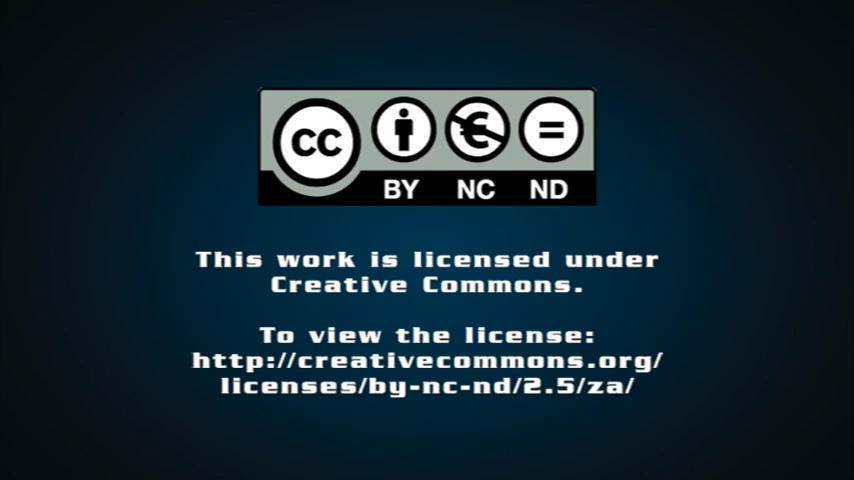 CC
BY NC ND
This work is licensed under
Creative Commons.
To view the license:
http://creativecommons.org/
licenses/by-nc-nd/2.5/za/